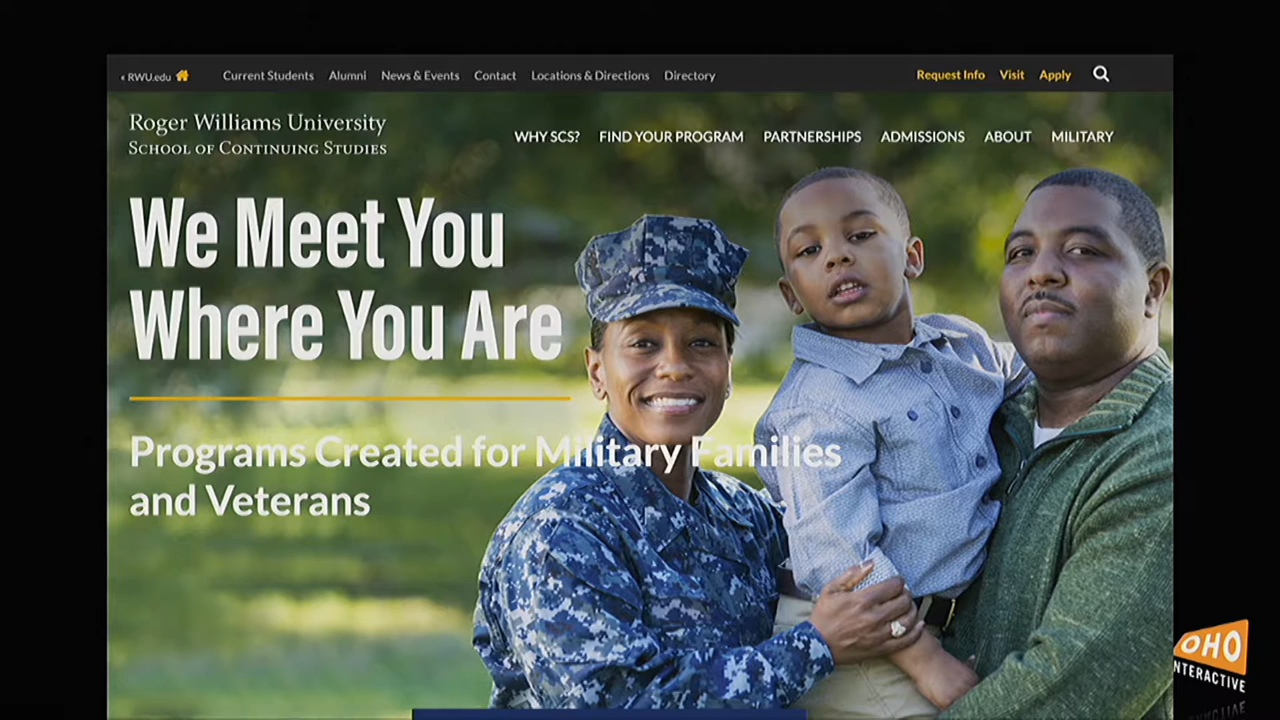 « RWU.edu
Current Students
Alumni
News & Events
Contact
Locations & Directions
Directory
Request Info
Visit
Apply
Roger Williams University
School of Continuing Studies
WHY SCS?
FIND YOUR PROGRAM
PARTNERSHIPS
ADMISSIONS
ABOUT
MILITARY
We Meet You
Where You Are
Programs Created for Military Families
and Veterans
OHO
INTERACTIVE